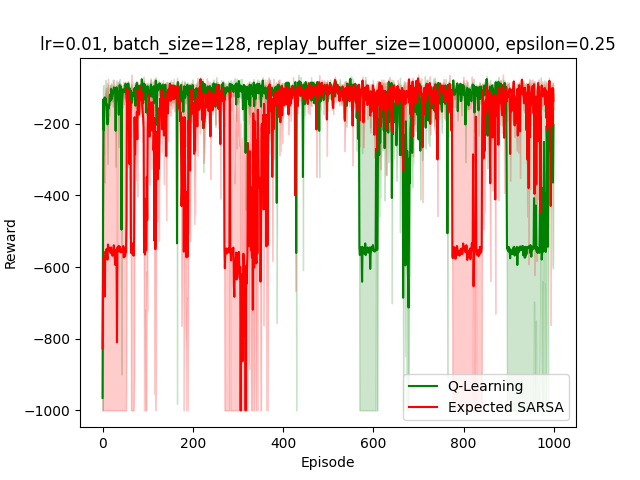 lr=0.01, batch_size=128, replay_buffer_size=1000000, epsilon=0.25
Reward
−200
−400
−600
−800
−1000
0
200
400
600
800
1000
Episode
Q-Learning
Expected SARSA